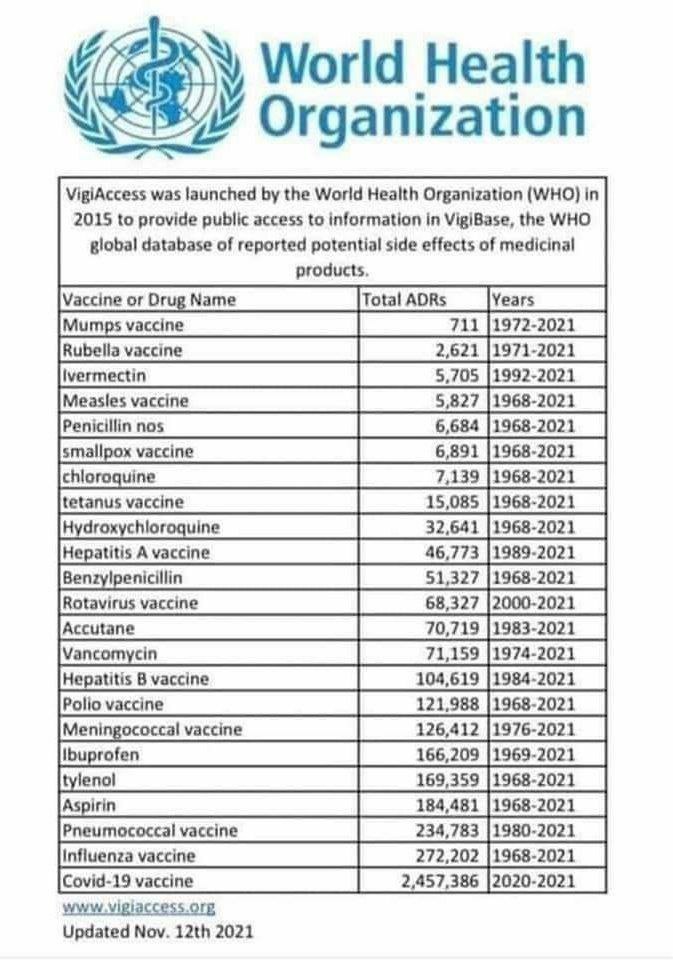 World Health
Organization
VigiAccess was launched by the World Health Organization (WHO) in
2015 to provide public access to information in VigiBase, the WHO
global database of reported potential side effects of medicinal
products.
Vaccine or Drug Name Total ADRs Years
Mumps vaccine 711 1972-2021
Rubella vaccine 2,621 1971-2021
Ivermectin 5,705 1992-2021
Measles vaccine 5,827 1968-2021
Penicillin nos 6,684 1968-2021
smallpox vaccine 6,891 1968-2021
chloroquine 7,139 1968-2021
tetanus vaccine 15,085 1968-2021
Hydroxychloroquine 32,641 1968-2021
Hepatitis A vaccine 46,773 1989-2021
Benzylpenicillin 51,327 1968-2021
Rotavirus vaccine 68,327 2000-2021
Accutane 70,719 1983-2021
Vancomycin 71,159 1974-2021
Hepatitis B vaccine 104,619 1984-2021
Polio vaccine 121,988 1968-2021
Meningococcal vaccine 126,412 1976-2021
Ibuprofen 166,209 1969-2021
tylenol 169,359 1968-2021
Aspirin 184,481 1968-2021
Pneumococcal vaccine 234,783 1980-2021
Influenza vaccine 272,202 1968-2021
Covid-19 vaccine 2,457,386 2020-2021
www.vigiaccess.org
Updated Nov. 12th 2021